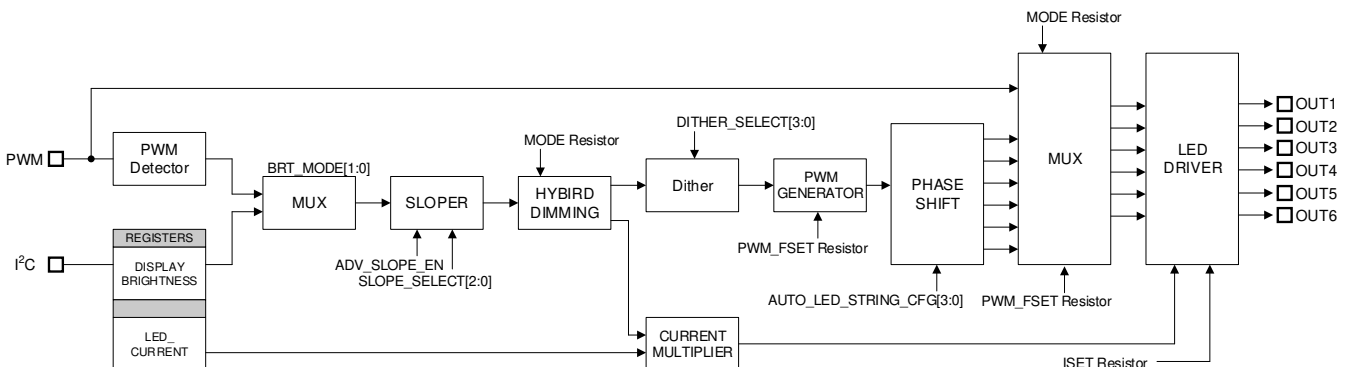 MODE Resistor
OUT1
OUT2
OUT3
OUT4
OUT5
OUT6
PWM
PWM
Detector
BRT_MODE[1:0]
MUX
SLOPER
ADV_SLOPE_EN
SLOPE_SELECT[2:0]
MODE Resistor
HYBIRD
DIMMING
DITHER_SELECT[3:0]
Dither
PWM
GENERATOR
PWM_FSET Resistor
PHASE
SHIFT
AUTO_LED_STRING_CFG[3:0]
MUX
PWM_FSET Resistor
LED
DRIVER
I²C
REGISTERS
DISPLAY
BRIGHTNESS
LED_
CURRENT
CURRENT
MULTIPLIER
ISET Resistor